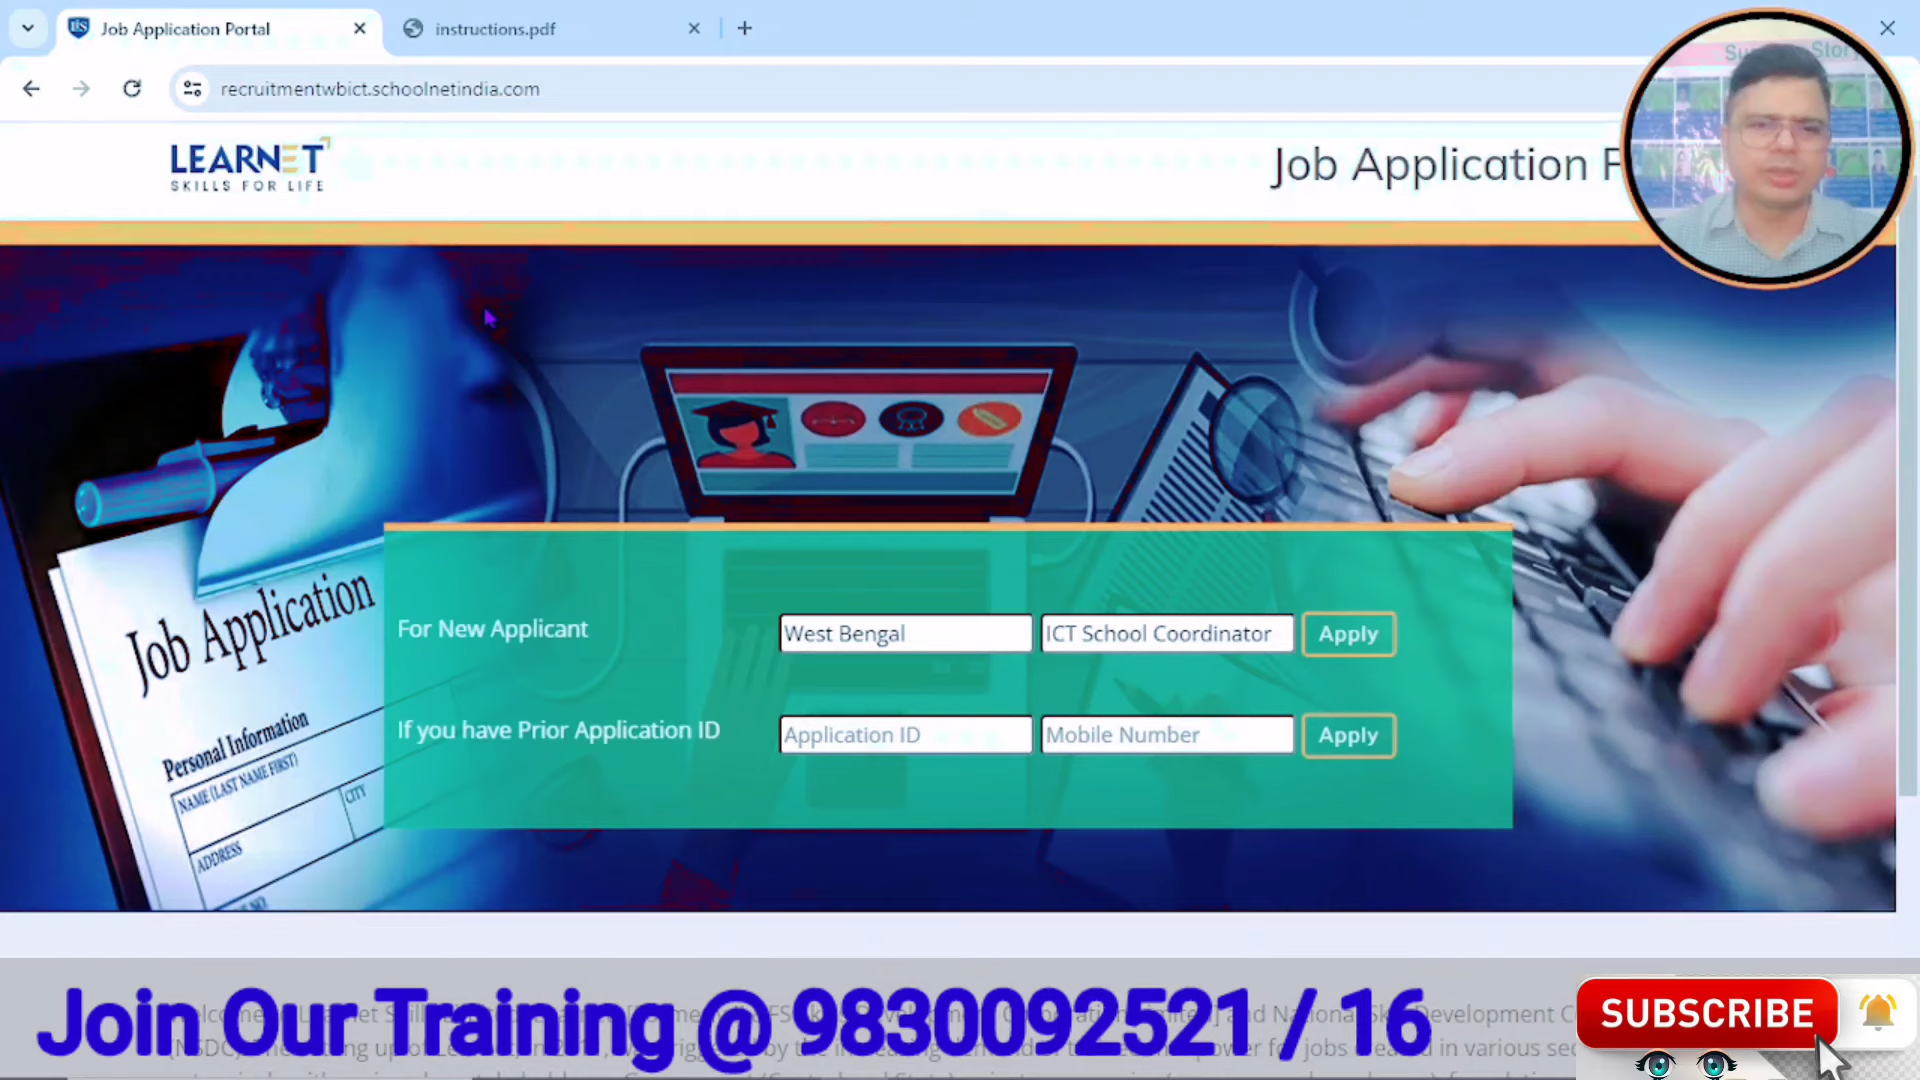 Job Application Portal
instructions.pdf
recruitmentwbict.schoolnetindia.com
LEARNET
SKILLS FOR LIFE
Job Application
Job Application
Personal Information
NAME (LAST NAME FIRST)
CITY
ADDRESS
For New Applicant
West Bengal
ICT School Coordinator
Apply
If you have Prior Application ID
Application ID
Mobile Number
Apply
Join Our Training @ 9830092521 / 16
SUBSCRIBE